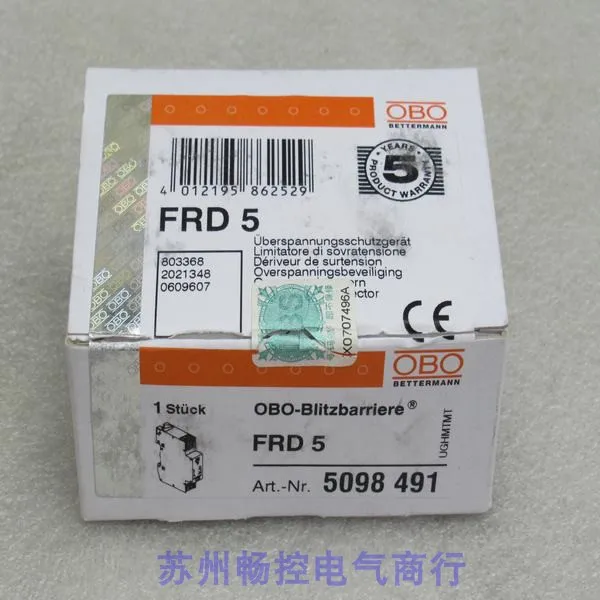 OBO
BETTERMANN
4 012195 862529
5
YEARS
PRODUCT WARRANTY
FRD 5
803368
2021348
0609607
Überspannungsschutzgerät
Limitatore di sovratensione
Dériveur de surtension
Overspanningsbeveiliging
XO707496A
CE
OBO
BETTERMANN
1 Stück
OBO-Blitzbarriere®
FRD 5
Art.-Nr. 5098 491
UGHMTMT
苏州畅控电气商行